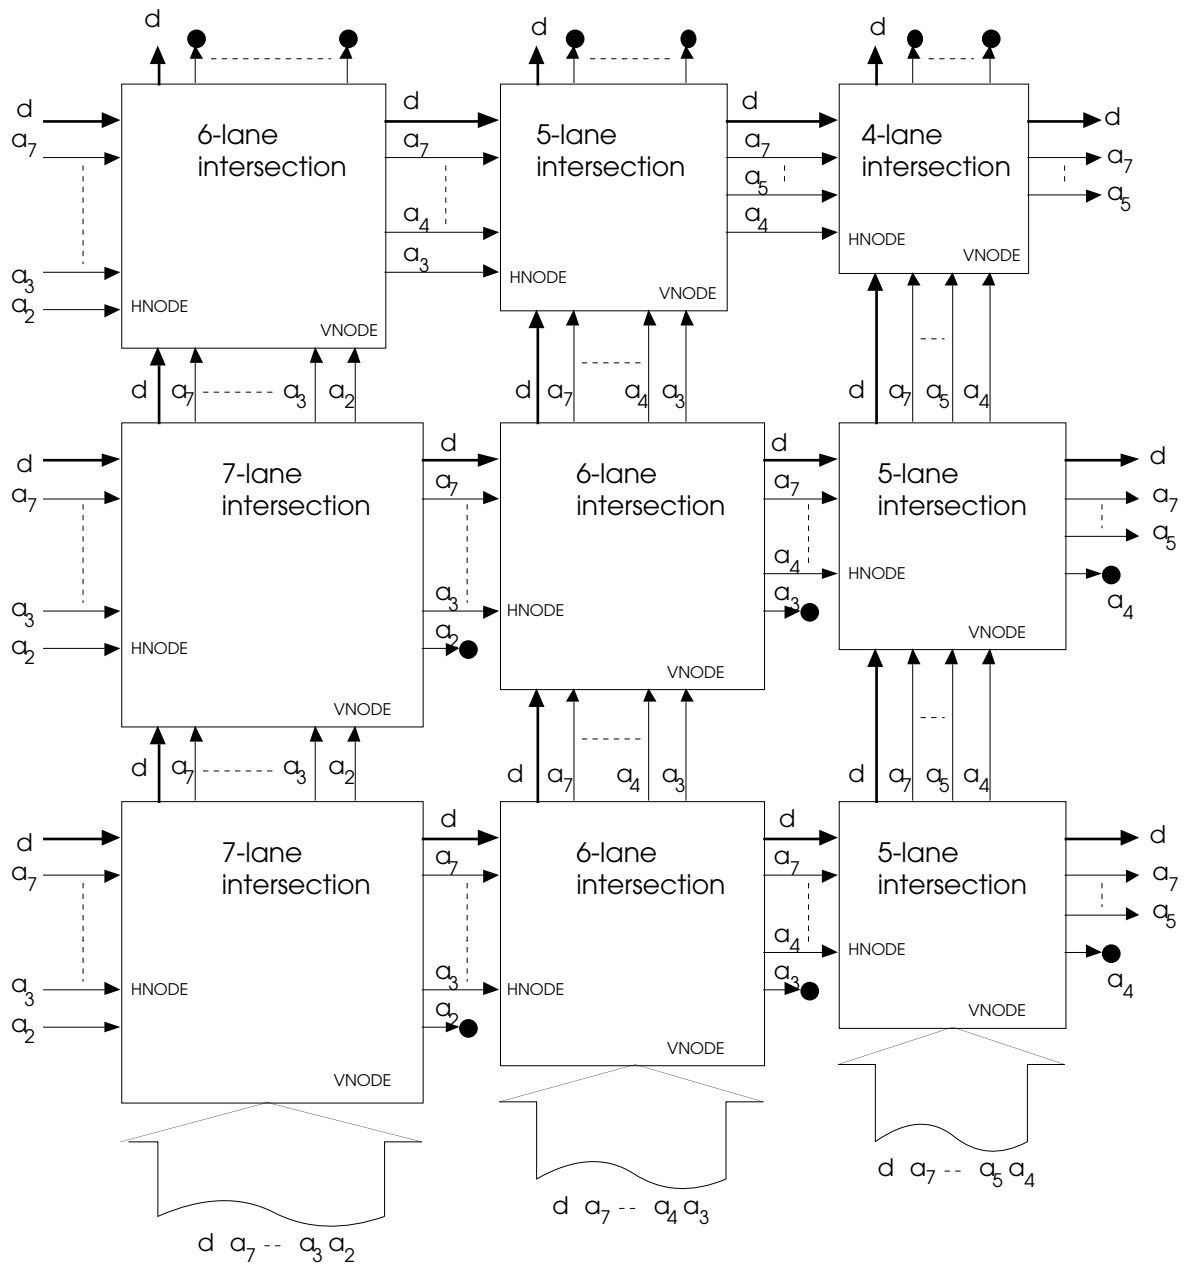 d d d
d 6-lane intersection d 5-lane intersection d 4-lane intersection d
a7 a7 a7 a7
a5 a5
a4 a4
a3 a3
a2
HNODE HNODE HNODE
VNODE VNODE VNODE
d a7 a3 a2 d a7 a4 a3 d a7 a5 a4
d 7-lane intersection d 6-lane intersection d 5-lane intersection d
a7 a7 a7 a7
a5
a4 a4
a3 a3 a3
a2 a2
HNODE HNODE HNODE
VNODE VNODE VNODE
d a7 a3 a2 d a7 a4 a3 d a7 a5 a4
d 7-lane intersection d 6-lane intersection d 5-lane intersection d
a7 a7 a7 a7
a5
a4 a4
a3 a3 a3
a2 a2
HNODE HNODE HNODE
VNODE VNODE VNODE
d a7 -- a5 a4
d a7 -- a4 a3
d a7 -- a3 a2